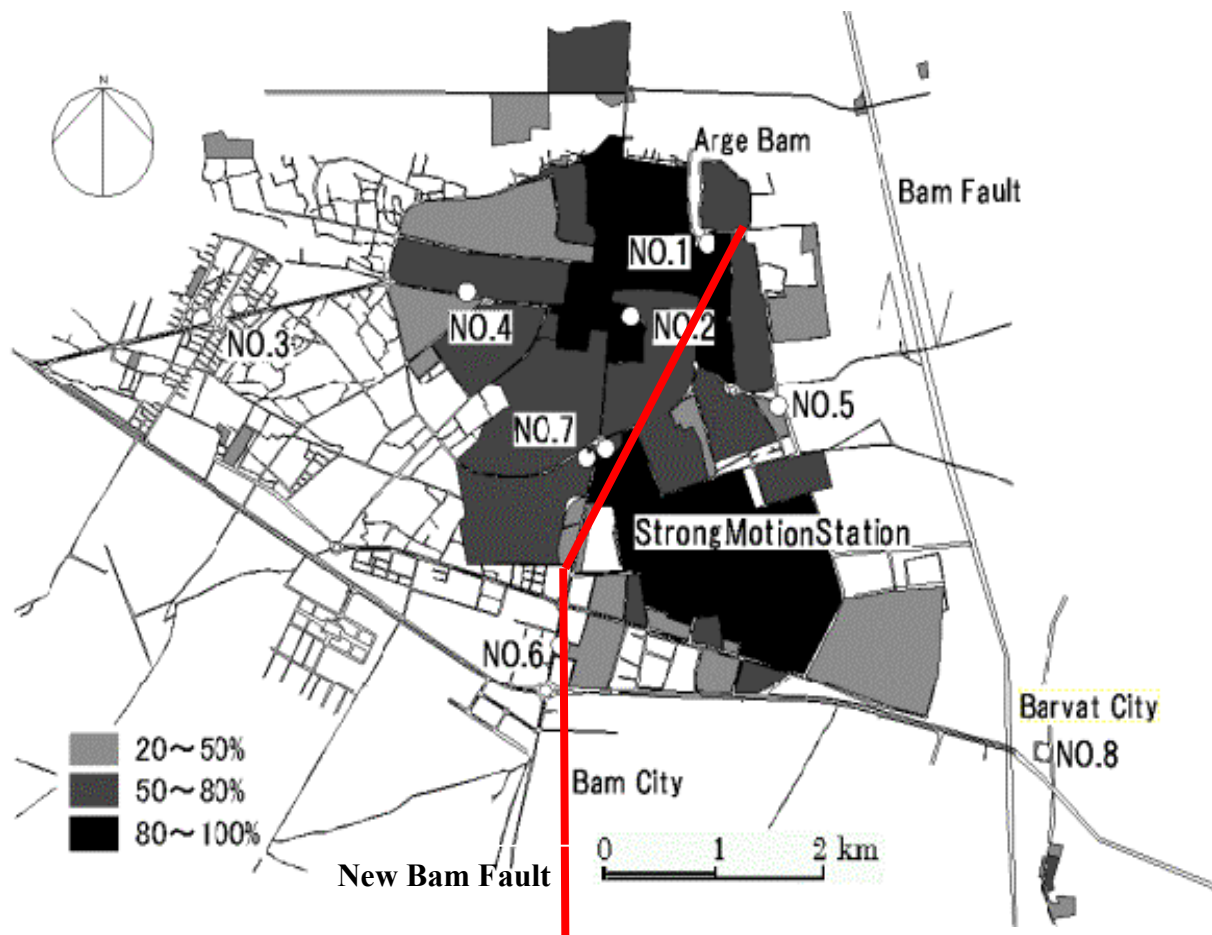 N
Arge Bam
Bam Fault
NO.1
NO.4
NO.2
NO.3
NO.5
NO.7
StrongMotionStation
NO.6
Barvat City
NO.8
20～50%
50～80%
80～100%
Bam City
0 1 2 km
New Bam Fault